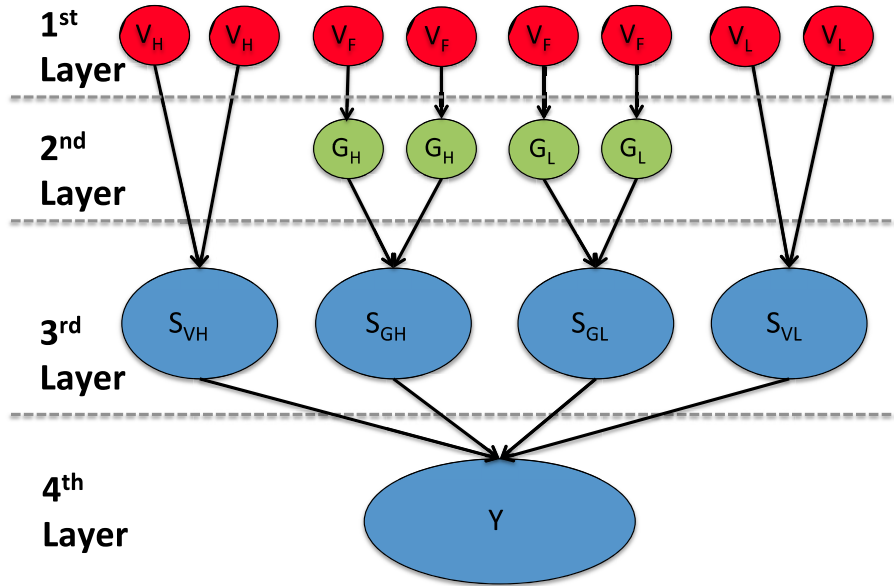 1st
Layer
V_H V_H V_F V_F V_F V_F V_L V_L
2nd
Layer
G_H G_H G_L G_L
3rd
Layer
S_VH S_GH S_GL S_VL
4th
Layer
Y